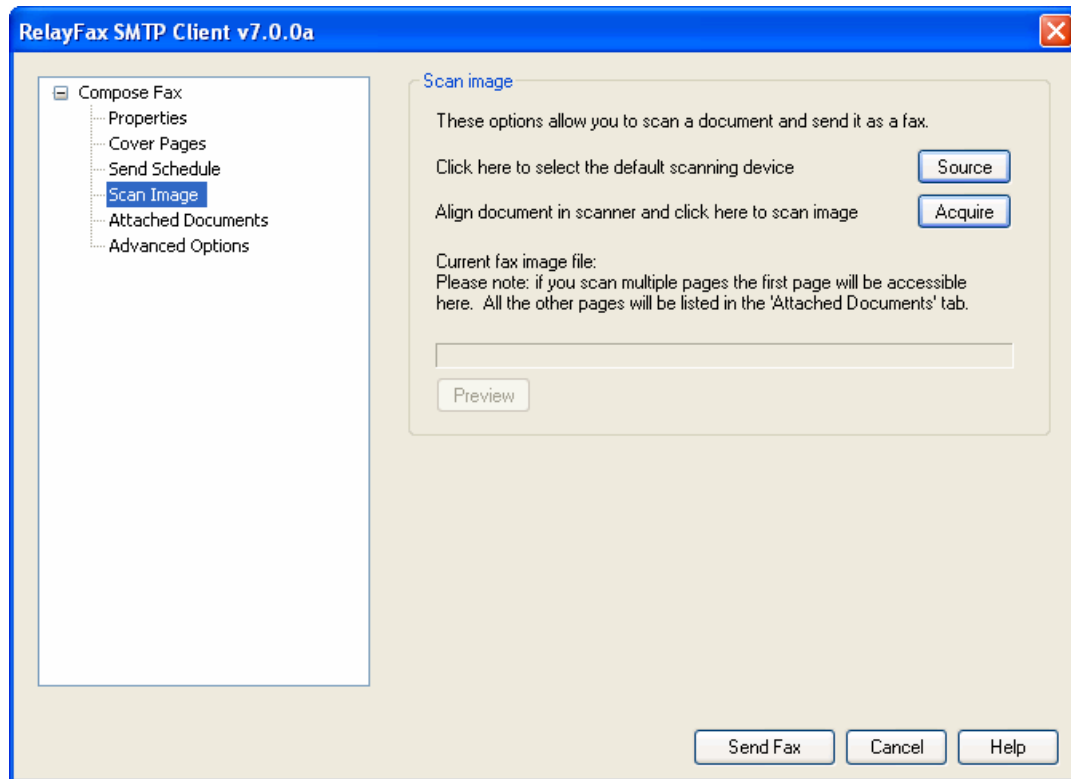 RelayFax SMTP Client v7.0.0a
Compose Fax
Properties
Cover Pages
Send Schedule
Scan Image
Attached Documents
Advanced Options
Scan image
These options allow you to scan a document and send it as a fax.
Click here to select the default scanning device
Source
Align document in scanner and click here to scan image
Acquire
Current fax image file:
Please note: if you scan multiple pages the first page will be accessible
here.  All the other pages will be listed in the 'Attached Documents' tab.
Preview
Send Fax
Cancel
Help